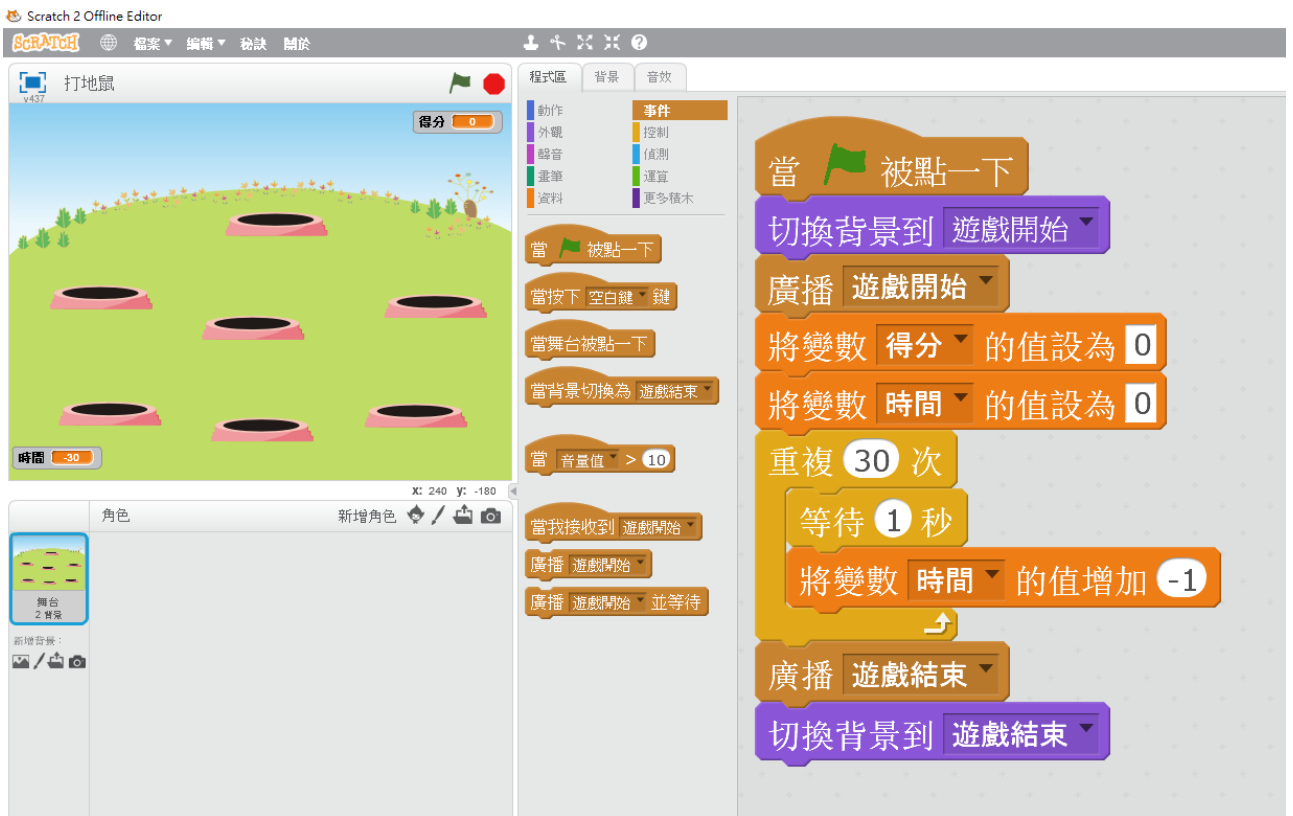 Scratch 2 Offline Editor
SCRATCH 檔案 編輯 秘訣 關於
v437 打地鼠
得分 0
時間 -30
X: 240 y: -180
角色 新增角色
舞台
2 背景
新增背景：
程式區 背景 音效
動作 事件
外觀 控制
聲音 偵測
畫筆 運算
資料 更多積木
當 被點一下
當按下 空白鍵 鍵
當舞台被點一下
當背景切換為 遊戲結束
當 音量值 > 10
當我接收到 遊戲開始
廣播 遊戲開始
廣播 遊戲開始 並等待
當 被點一下
切換背景到 遊戲開始
廣播 遊戲開始
將變數 得分 的值設為 0
將變數 時間 的值設為 0
重複 30 次
等待 1 秒
將變數 時間 的值增加 -1
廣播 遊戲結束
切換背景到 遊戲結束